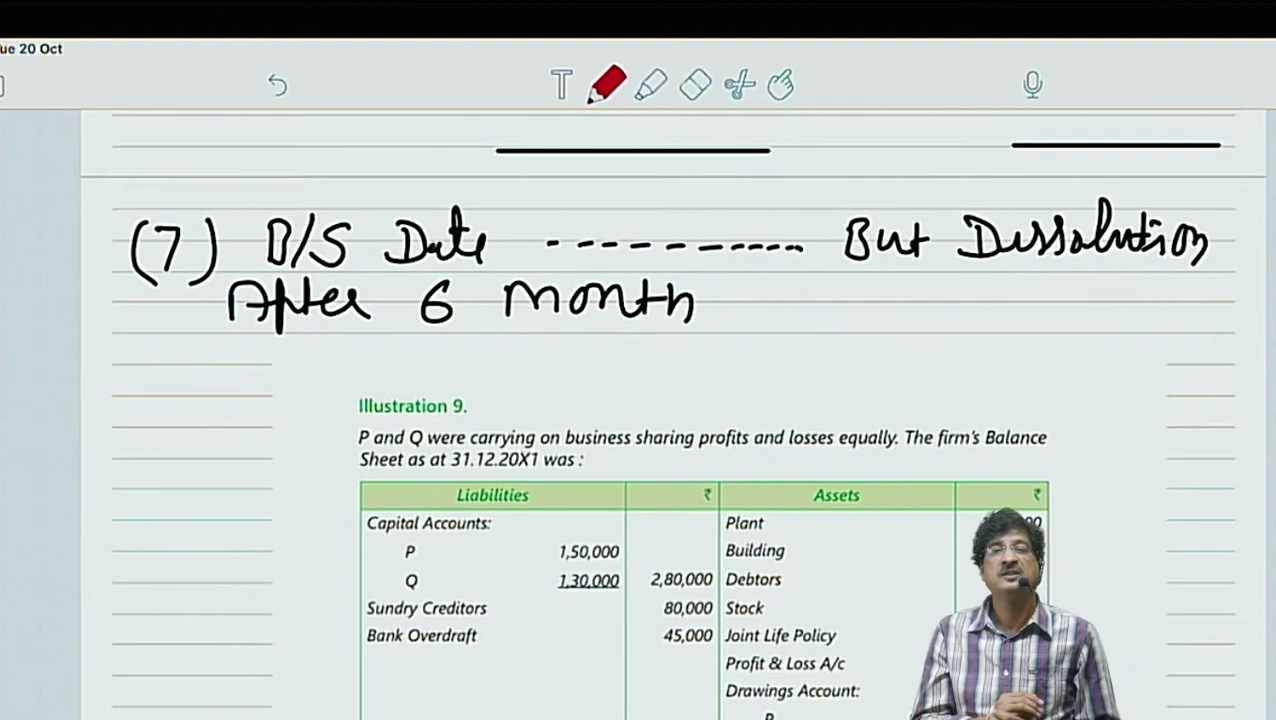 ue 20 Oct
T
(7) B/S Date ----------- But Dissolution
After 6 month
Illustration 9.
P and Q were carrying on business sharing profits and losses equally. The firm's Balance
Sheet as at 31.12.20X1 was :
Liabilities ₹ Assets ₹
Capital Accounts: Plant
P 1,50,000 Building
Q 1,30,000 2,80,000 Debtors
Sundry Creditors 80,000 Stock
Bank Overdraft 45,000 Joint Life Policy
Profit & Loss A/c
Drawings Account: